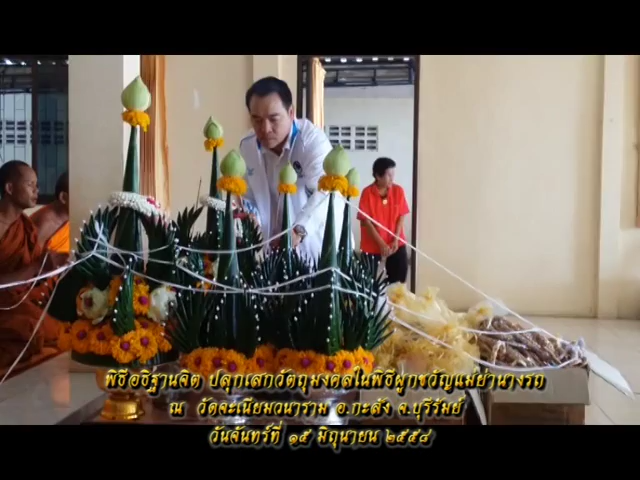 พิธีอธิฐานจิต ปลุกเสกวัตถุมงคลในพิธีผูกขวัญแม่ย่านางรถ
ณ วัดจะเนียมวนาราม อ.กะสัง จ.บุรีรัมย์
วันจันทร์ที่ ๑๕ มิถุนายน ๒๕๕๘